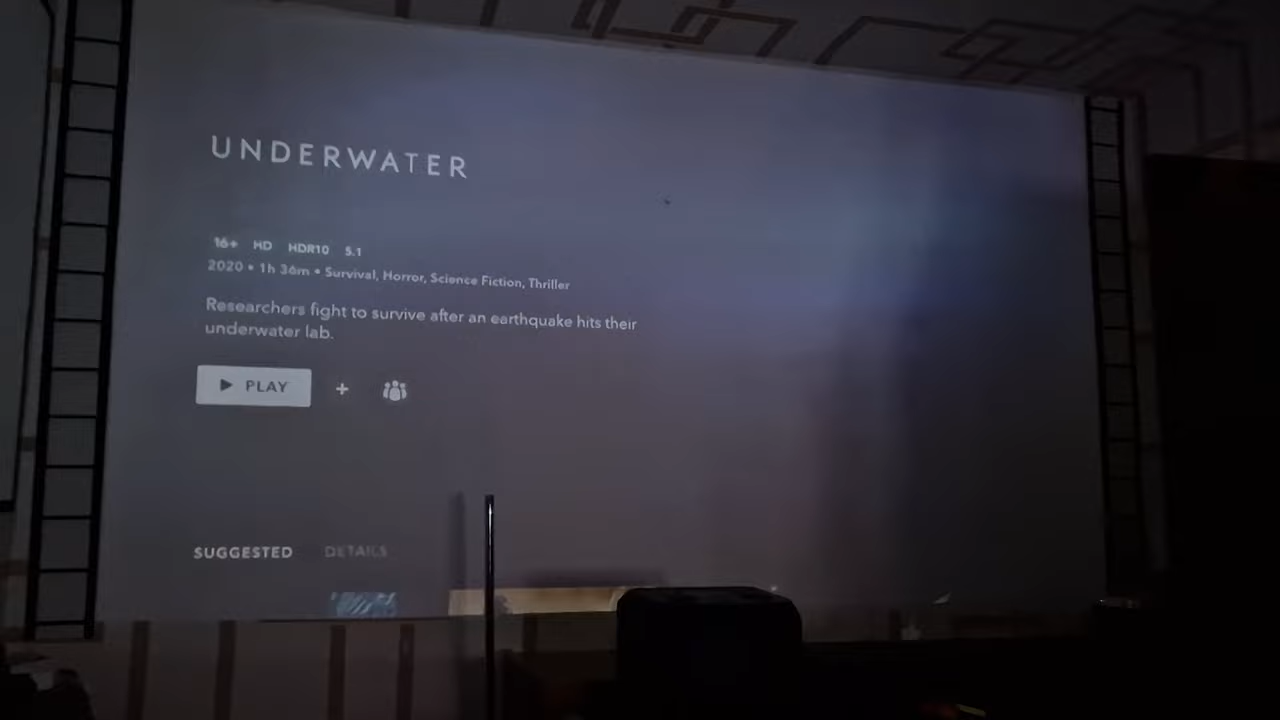 UNDERWATER
16+ HD HDR10 5.1
2020 • 1h 36m • Survival, Horror, Science Fiction, Thriller
Researchers fight to survive after an earthquake hits their
underwater lab.
PLAY +
SUGGESTED DETAILS